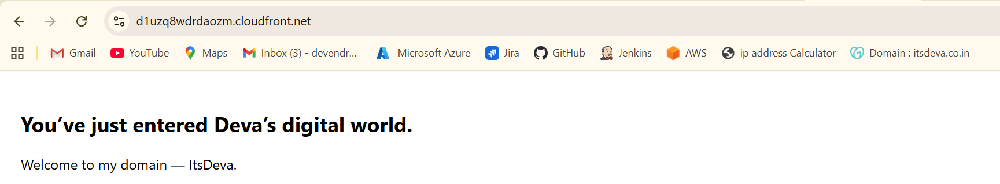 d1uzq8wdrdaozm.cloudfront.net
Gmail YouTube Maps Inbox (3) - devendr... Microsoft Azure Jira GitHub Jenkins AWS ip address Calculator Domain : itsdeva.co.in
You’ve just entered Deva’s digital world.
Welcome to my domain — ItsDeva.